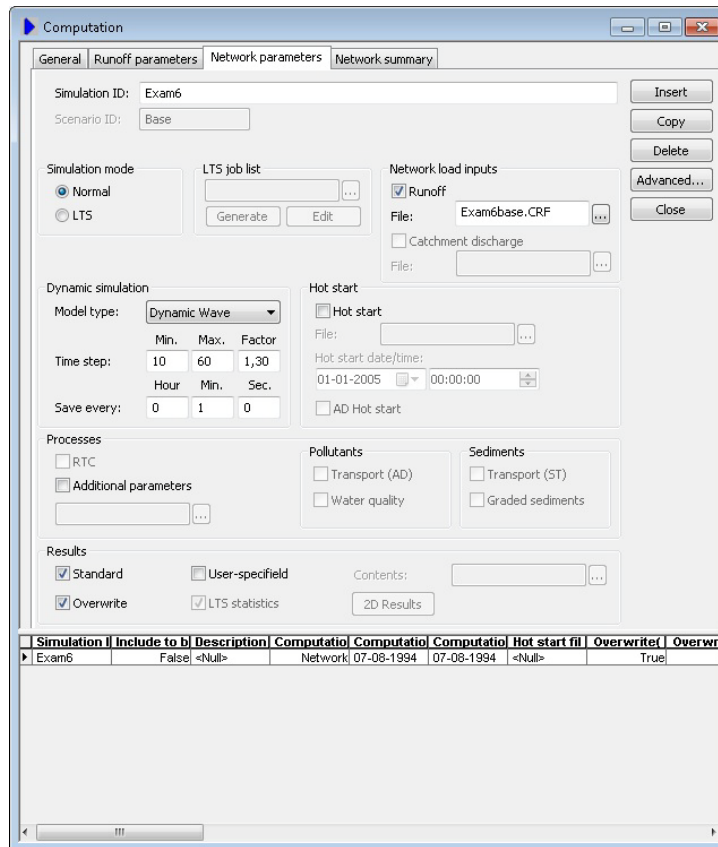 Computation
General Runoff parameters Network parameters Network summary
Simulation ID: Exam6
Insert
Scenario ID: Base
Copy
Delete
Simulation mode LTS job list Network load inputs
Advanced...
Normal ... Runoff
LTS Generate Edit File: Exam6base.CRF ...
Close
Catchment discharge
File: ...
Dynamic simulation Hot start
Model type: Dynamic Wave Hot start
Min. Max. Factor File: ...
Time step: 10 60 1,30 Hot start date/time:
Hour Min. Sec. 01-01-2005 00:00:00
Save every: 0 1 0 AD Hot start
Processes Pollutants Sediments
RTC Transport (AD) Transport (ST)
Additional parameters Water quality Graded sediments
...
Results
Standard User-specifield Contents: ...
Overwrite LTS statistics 2D Results
Simulation I Include to b Description Computatio Computatio Computatio Hot start fil Overwrite( Overwr
Exam6 False <Null> Network 07-08-1994 07-08-1994 <Null> True